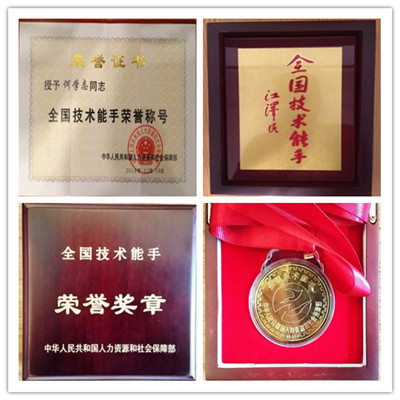 荣誉证书
授予 何学忠同志
全国技术能手荣誉称号
中华人民共和国人力资源和社会保障部
全国技术能手
江泽民
全国技术能手
荣誉奖章
中华人民共和国人力资源和社会保障部